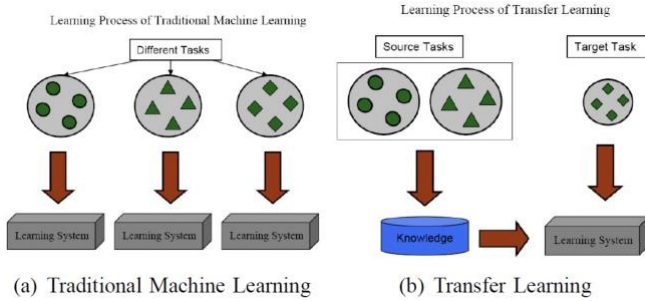 Learning Process of Traditional Machine Learning
Different Tasks
Learning System
Learning System
Learning System
(a) Traditional Machine Learning
Learning Process of Transfer Learning
Source Tasks
Target Task
Knowledge
Learning System
(b) Transfer Learning